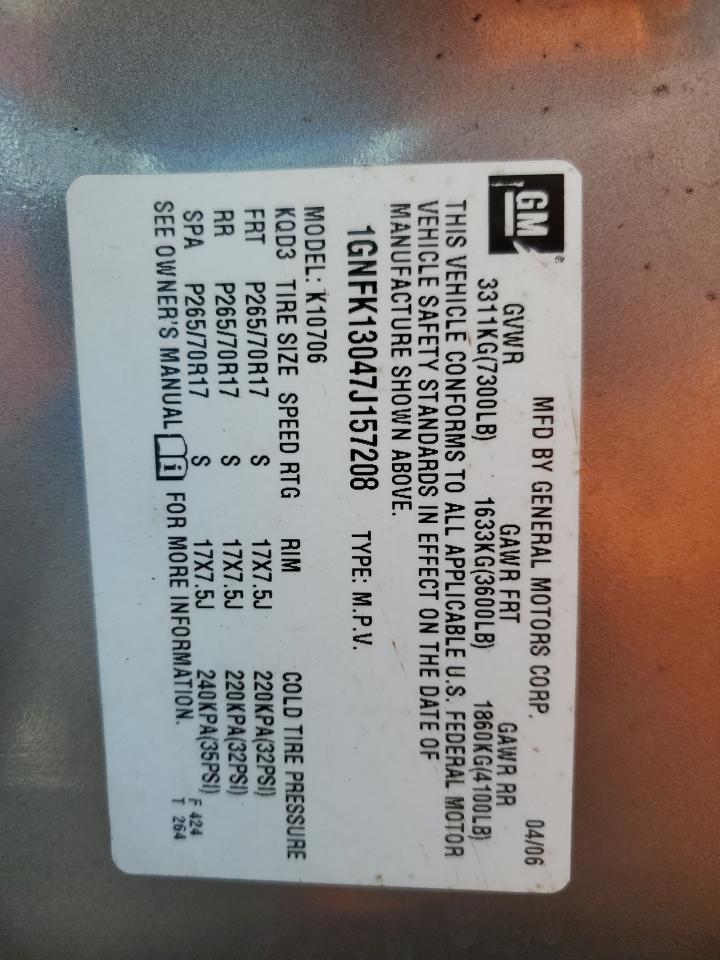 GM®
MFD BY GENERAL MOTORS CORP. 04/06
GVWR GAWR FRT GAWR RR
3311KG(7300LB) 1633KG(3600LB) 1860KG(4100LB)
THIS VEHICLE CONFORMS TO ALL APPLICABLE U.S. FEDERAL MOTOR
VEHICLE SAFETY STANDARDS IN EFFECT ON THE DATE OF
MANUFACTURE SHOWN ABOVE.
1GNFK13047J157208 TYPE: M.P.V.
MODEL: K10706
KQD3 TIRE SIZE SPEED RTG RIM COLD TIRE PRESSURE
FRT P265/70R17 S 17X7.5J 220KPA(32PSI)
RR P265/70R17 S 17X7.5J 220KPA(32PSI)
SPA P265/70R17 S 17X7.5J 240KPA(35PSI)
SEE OWNER'S MANUAL i FOR MORE INFORMATION.
F 424
T 264